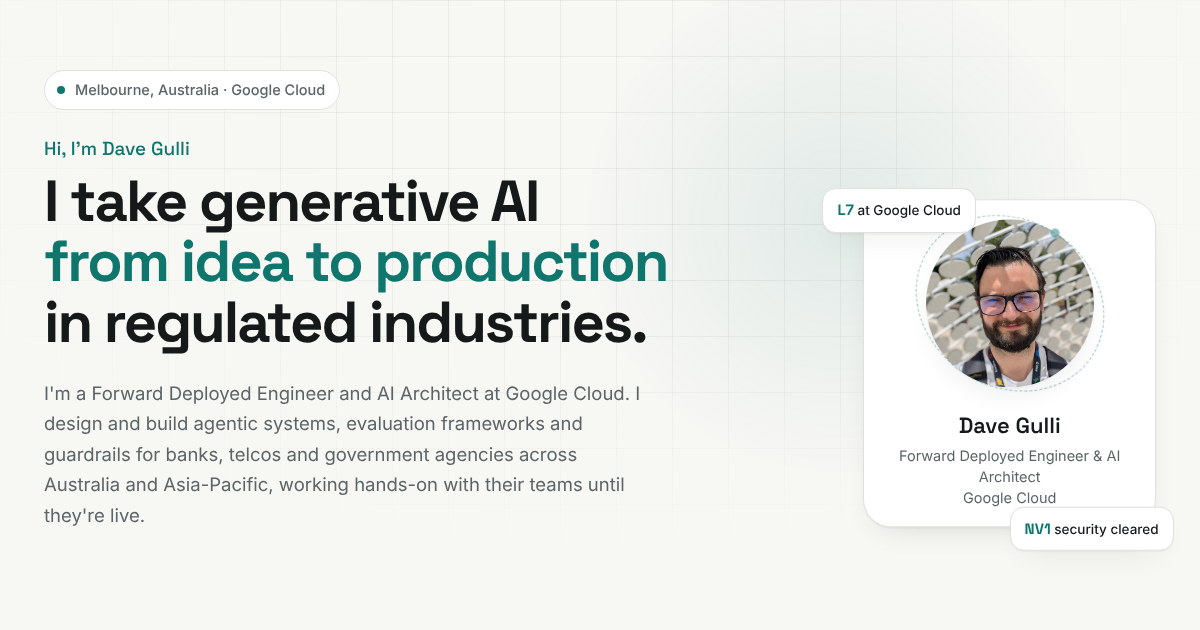 Melbourne, Australia · Google Cloud
Hi, I’m Dave Gulli
I take generative AI
from idea to production
in regulated industries.
I'm a Forward Deployed Engineer and AI Architect at Google Cloud. I
design and build agentic systems, evaluation frameworks and
guardrails for banks, telcos and government agencies across
Australia and Asia-Pacific, working hands-on with their teams until
they're live.
L7 at Google Cloud
Dave Gulli
Forward Deployed Engineer & AI
Architect
Google Cloud
NV1 security cleared